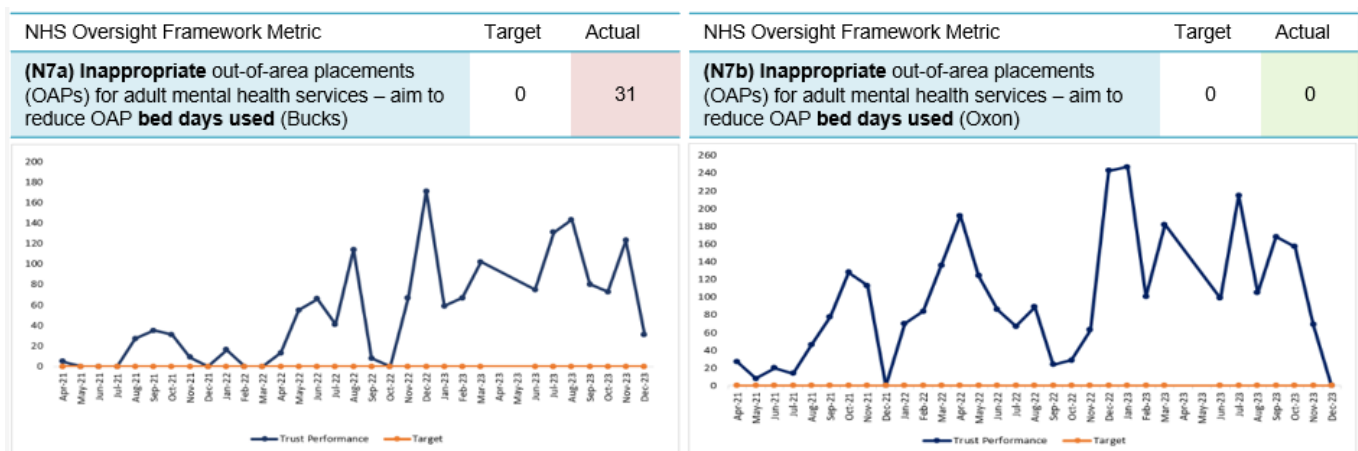 NHS Oversight Framework Metric Target Actual
(N7a) Inappropriate out-of-area placements
(OAPs) for adult mental health services – aim to
reduce OAP bed days used (Bucks)
0 31
200
180
160
140
120
100
80
60
40
20
0
Apr-21
May-21
Jun-21
Jul-21
Aug-21
Sep-21
Oct-21
Nov-21
Dec-21
Jan-22
Feb-22
Mar-22
Apr-22
May-22
Jun-22
Jul-22
Aug-22
Sep-22
Oct-22
Nov-22
Dec-22
Jan-23
Feb-23
Mar-23
Apr-23
May-23
Jun-23
Jul-23
Aug-23
Sep-23
Oct-23
Nov-23
Dec-23
Trust Performance Target
NHS Oversight Framework Metric Target Actual
(N7b) Inappropriate out-of-area placements
(OAPs) for adult mental health services – aim to
reduce OAP bed days used (Oxon)
0 0
260
240
220
200
180
160
140
120
100
80
60
40
20
0
Apr-21
May-21
Jun-21
Jul-21
Aug-21
Sep-21
Oct-21
Nov-21
Dec-21
Jan-22
Feb-22
Mar-22
Apr-22
May-22
Jun-22
Jul-22
Aug-22
Sep-22
Oct-22
Nov-22
Dec-22
Jan-23
Feb-23
Mar-23
Apr-23
May-23
Jun-23
Jul-23
Aug-23
Sep-23
Oct-23
Nov-23
Dec-23
Trust Performance Target